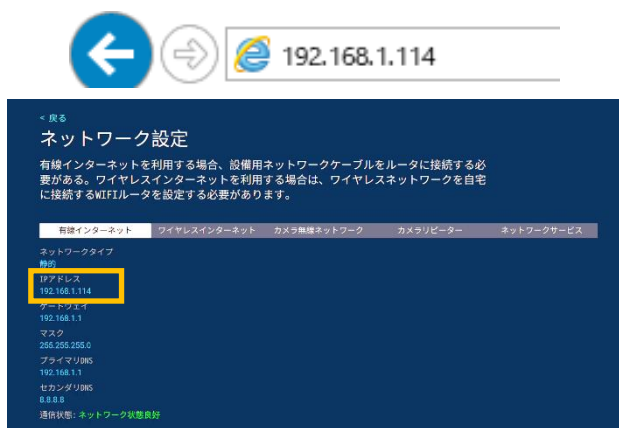 192.168.1.114
< 戻る
ネットワーク設定
有線インターネットを利用する場合、設備用ネットワークケーブルをルータに接続する必
要がある。ワイヤレスインターネットを利用する場合は、ワイヤレスネットワークを自宅
に接続するWIFIルータを設定する必要があります。
有線インターネット ワイヤレスインターネット カメラ無線ネットワーク カメラリピーター ネットワークサービス
ネットワークタイプ
静的
IPアドレス
192.168.1.114
ゲートウェイ
192.168.1.1
マスク
255.255.255.0
プライマリDNS
192.168.1.1
セカンダリDNS
8.8.8.8
通信状態: ネットワーク状態良好